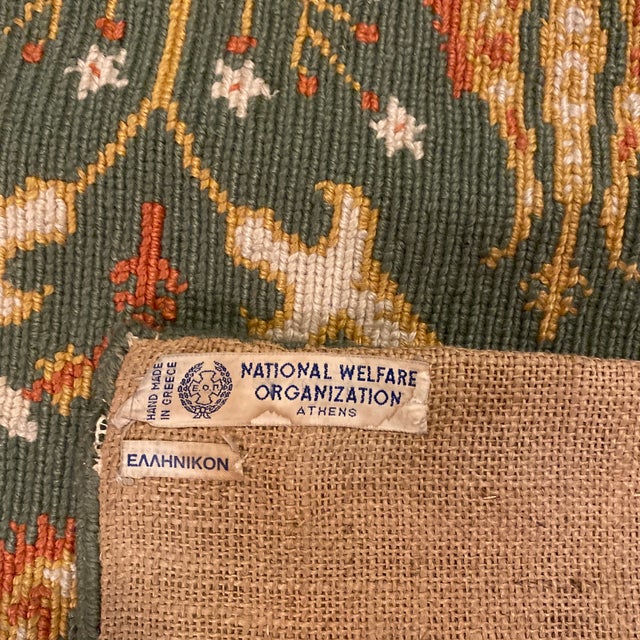 HAND MADE
IN GREECE
Ε Ο Π
NATIONAL WELFARE
ORGANIZATION
ATHENS
ΕΛΛΗΝΙΚΟΝ